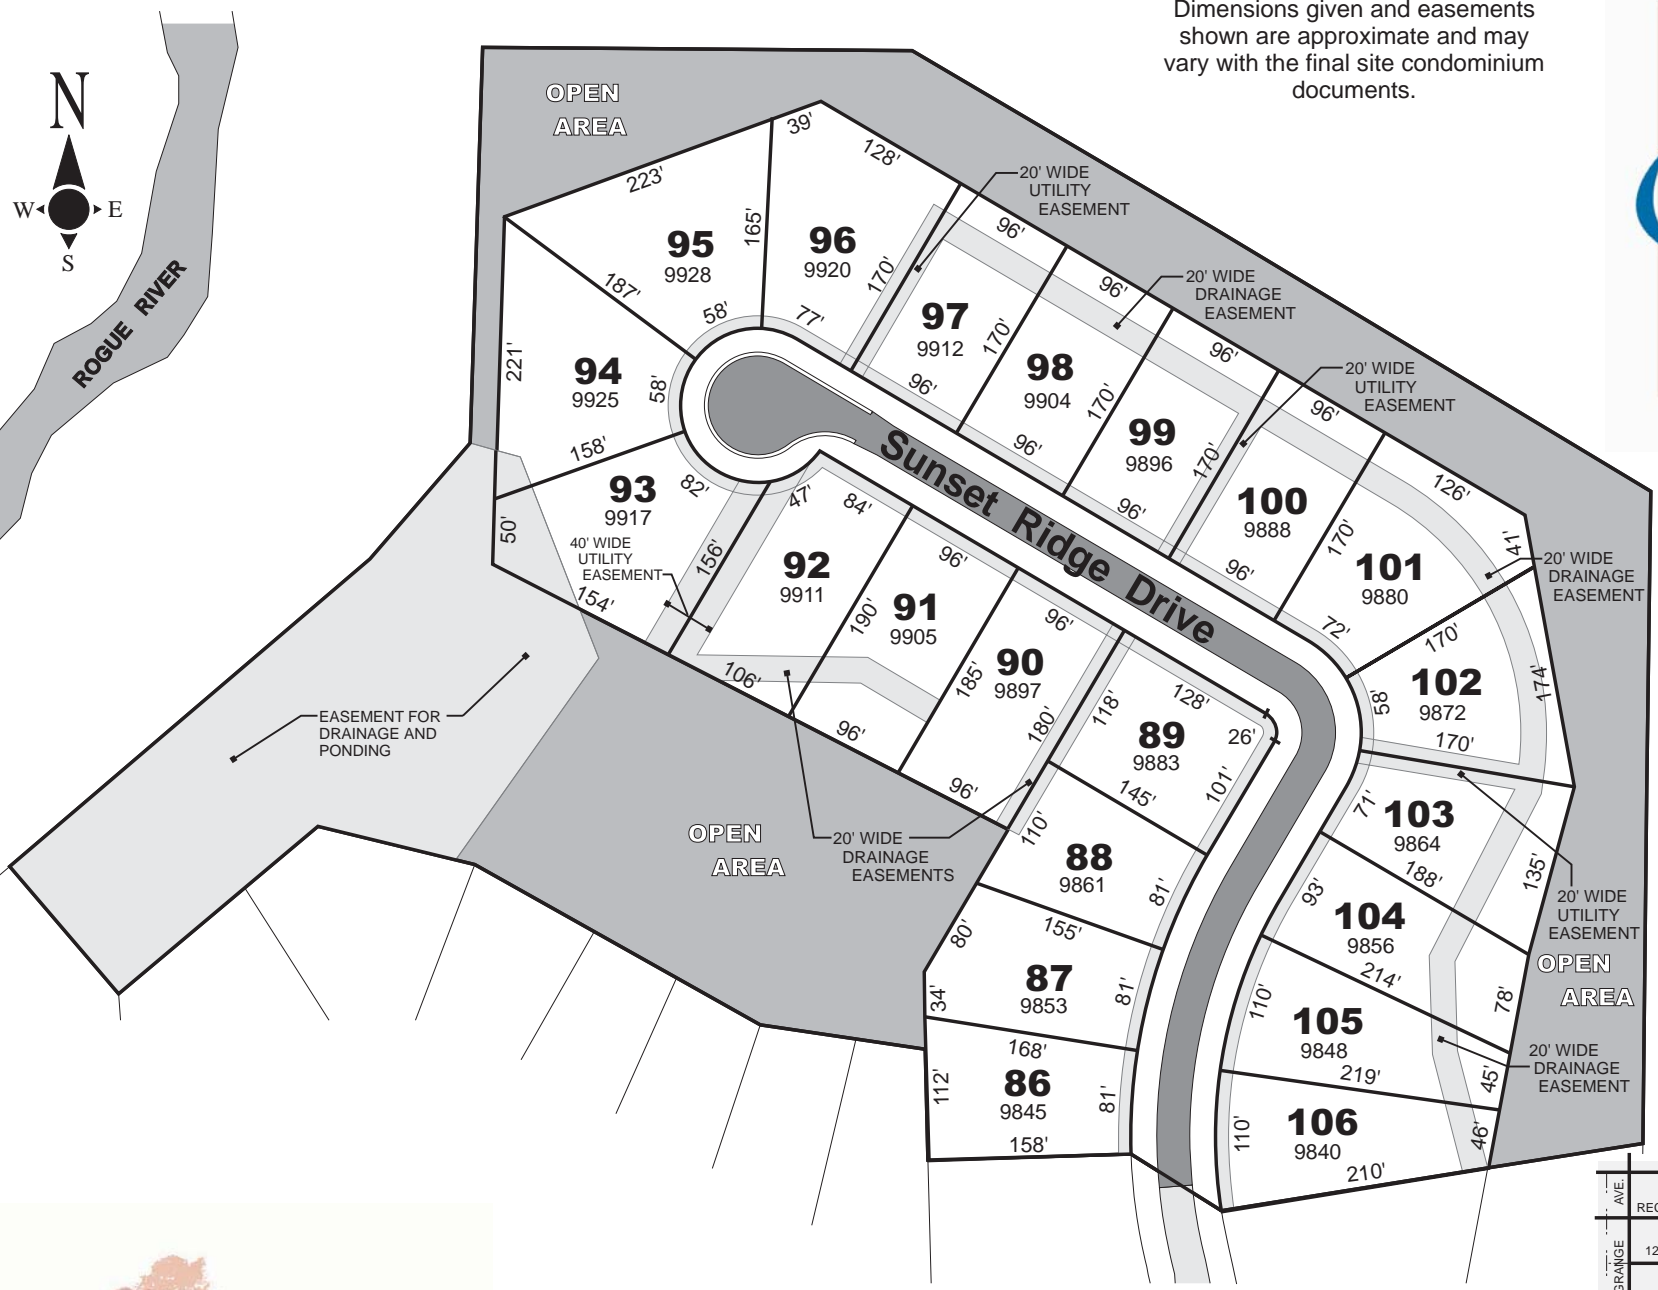 Dimensions given and easements
shown are approximate and may
vary with the final site condominium
documents.
N
W E
S
ROGUE RIVER
OPEN
AREA
39'
128'
223'
165'
187'
95
9928
58'
96
9920
77'
170'
20' WIDE
UTILITY
EASEMENT
96'
97
9912
96'
170'
96'
20' WIDE
DRAINAGE
EASEMENT
98
9904
96'
170'
96'
99
9896
96'
170'
20' WIDE
UTILITY
EASEMENT
96'
100
9888
96'
170'
126'
41'
101
9880
72'
20' WIDE
DRAINAGE
EASEMENT
170'
174'
102
9872
58'
170'
221'
94
9925
58'
158'
93
9917
82'
50'
154'
156'
40' WIDE
UTILITY
EASEMENT
47'
84'
92
9911
106'
190'
96'
91
9905
96'
185'
96'
90
9897
96'
180'
Sunset Ridge Drive
118'
128'
26'
89
9883
101'
145'
110'
88
9861
81'
155'
80'
87
9853
81'
34'
168'
112'
86
9845
81'
158'
71'
103
9864
135'
188'
20' WIDE
UTILITY
EASEMENT
93'
104
9856
78'
214'
OPEN
AREA
110'
105
9848
45'
219'
20' WIDE
DRAINAGE
EASEMENT
110'
106
9840
46'
210'
EASEMENT FOR
DRAINAGE AND
PONDING
OPEN
AREA
20' WIDE
DRAINAGE
EASEMENTS
AVE.
GRANGE
12